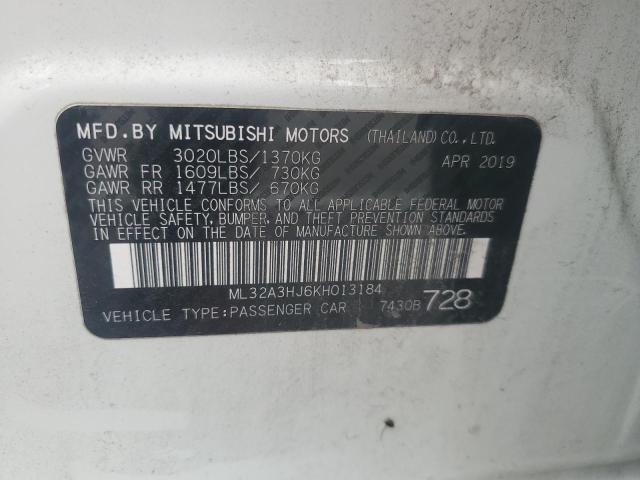 MFD.BY MITSUBISHI MOTORS (THAILAND)CO.,LTD.
GVWR 3020LBS/1370KG APR 2019
GAWR FR 1609LBS/ 730KG
GAWR RR 1477LBS/ 670KG
THIS VEHICLE CONFORMS TO ALL APPLICABLE FEDERAL MOTOR
VEHICLE SAFETY, BUMPER, AND THEFT PREVENTION STANDARDS
IN EFFECT ON THE DATE OF MANUFACTURE SHOWN ABOVE.
ML32A3HJ6KH013184
VEHICLE TYPE:PASSENGER CAR 7430B 728